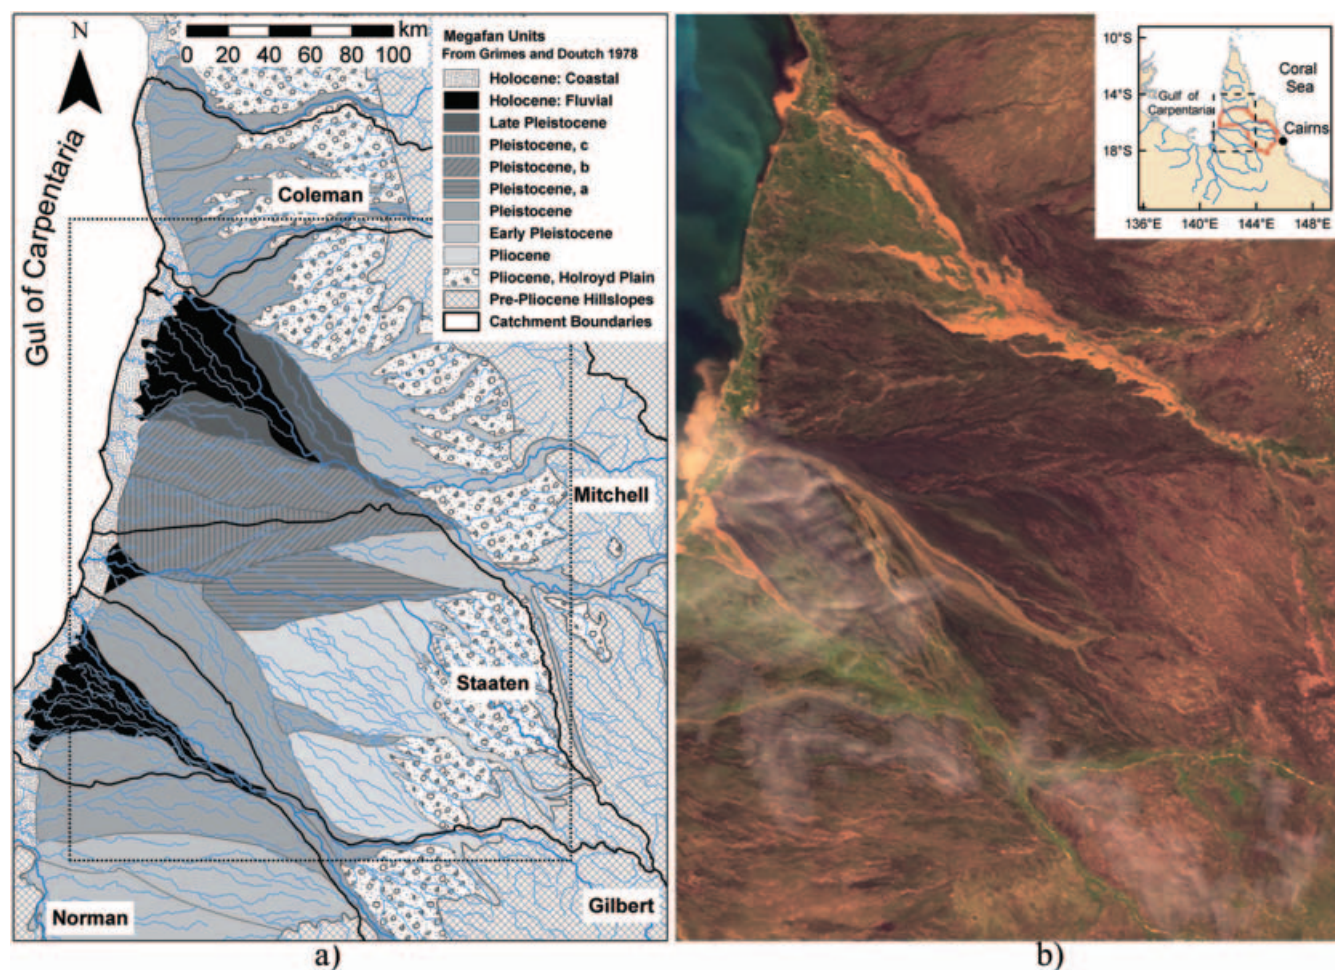 N
km
0 20 40 60 80 100
Gul of Carpentaria
Megafan Units
From Grimes and Doutch 1978
Holocene: Coastal
Holocene: Fluvial
Late Pleistocene
Pleistocene, c
Pleistocene, b
Pleistocene, a
Pleistocene
Early Pleistocene
Pliocene
Pliocene, Holroyd Plain
Pre-Pliocene Hillslopes
Catchment Boundaries
Coleman
Mitchell
Staaten
Norman
Gilbert
a)
10°S
14°S
18°S
Coral
Sea
Gulf of
Carpentaria
Cairns
136°E 140°E 144°E 148°E
b)